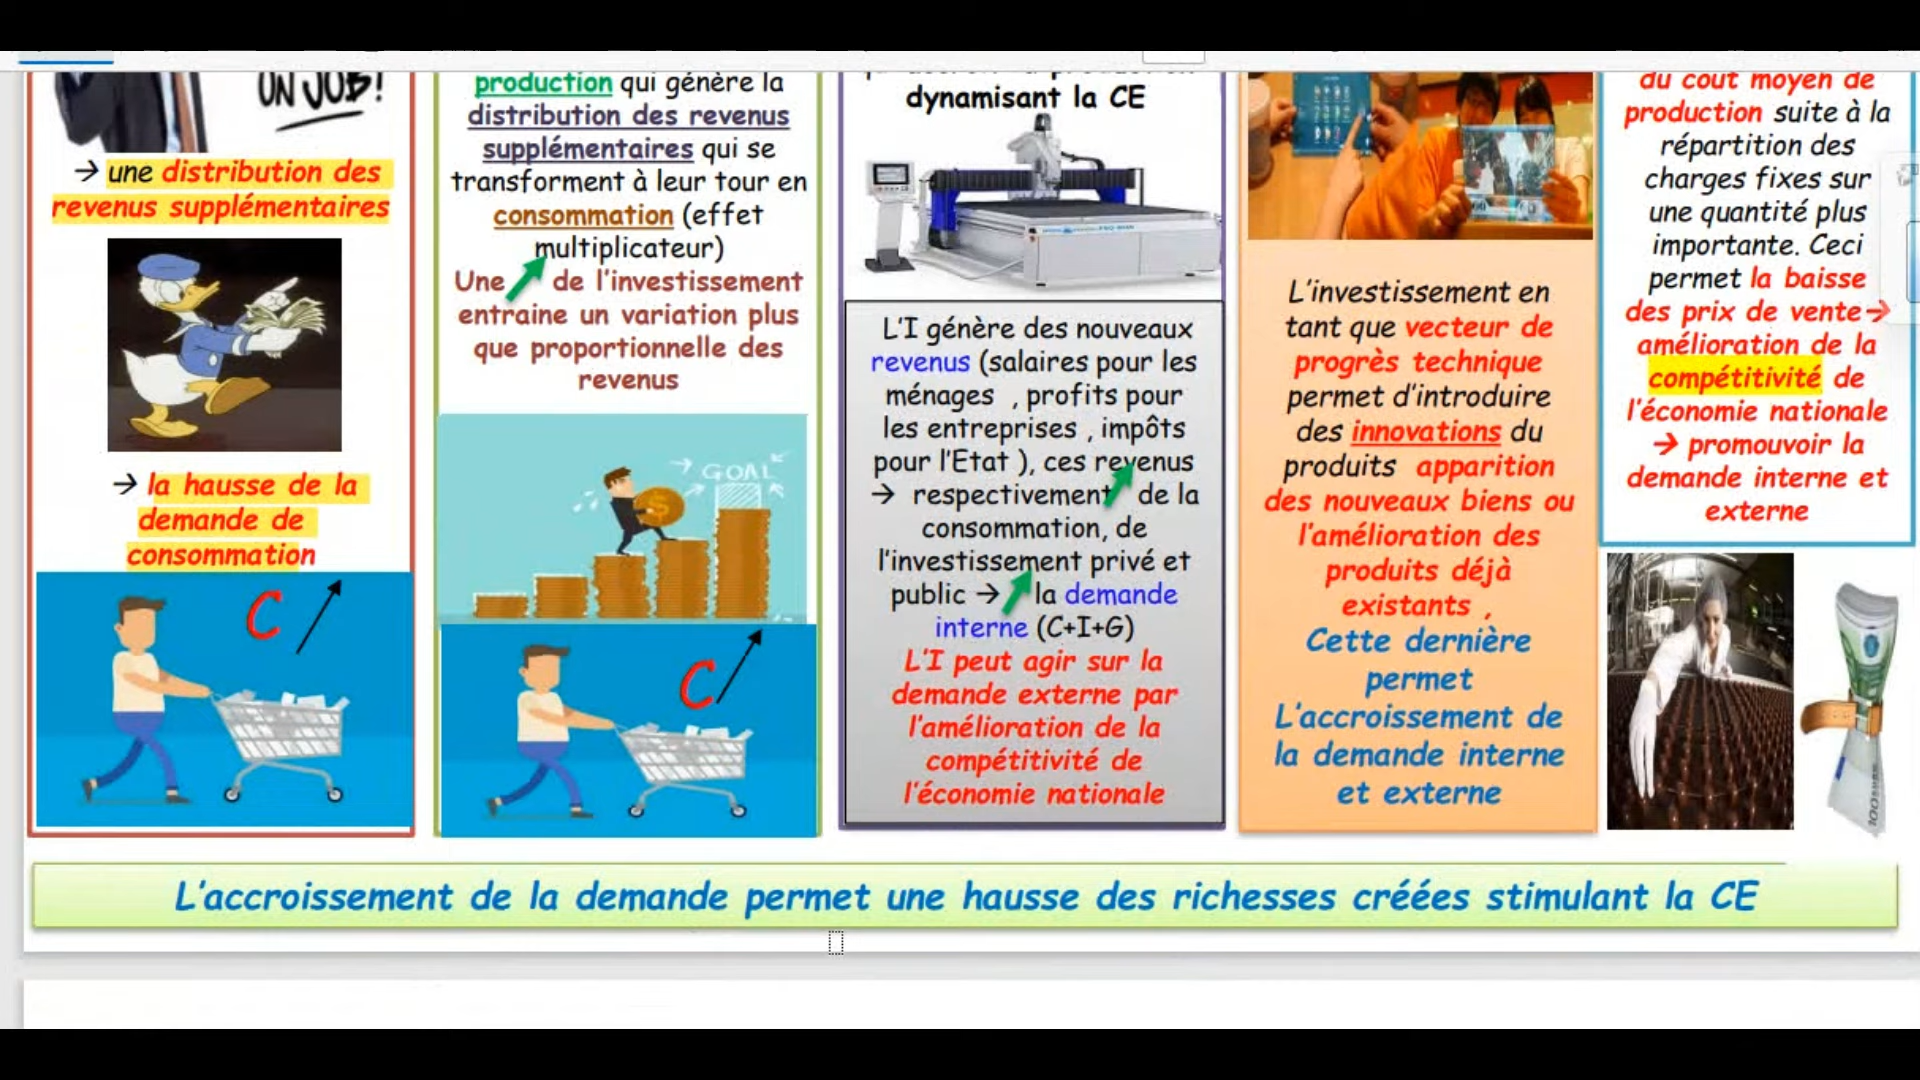 UN JOB!
→ une distribution des
revenus supplémentaires
→ la hausse de la
demande de
consommation
C
production qui génère la
distribution des revenus
supplémentaires qui se
transforment à leur tour en
consommation (effet
multiplicateur)
Une de l'investissement
entraine un variation plus
que proportionnelle des
revenus
GOAL
C
dynamisant la CE
L'I génère des nouveaux
revenus (salaires pour les
ménages , profits pour
les entreprises , impôts
pour l'Etat ), ces revenus
→ respectivement de la
consommation, de
l'investissement privé et
public → la demande
interne (C+I+G)
L'I peut agir sur la
demande externe par
l'amélioration de la
compétitivité de
l'économie nationale
L'investissement en
tant que vecteur de
progrès technique
permet d'introduire
des innovations du
produits apparition
des nouveaux biens ou
l'amélioration des
produits déjà
existants ,
Cette dernière
permet
L'accroissement de
la demande interne
et externe
du cout moyen de
production suite à la
répartition des
charges fixes sur
une quantité plus
importante. Ceci
permet la baisse
des prix de vente→
amélioration de la
compétitivité de
l'économie nationale
→ promouvoir la
demande interne et
externe
100
L'accroissement de la demande permet une hausse des richesses créées stimulant la CE